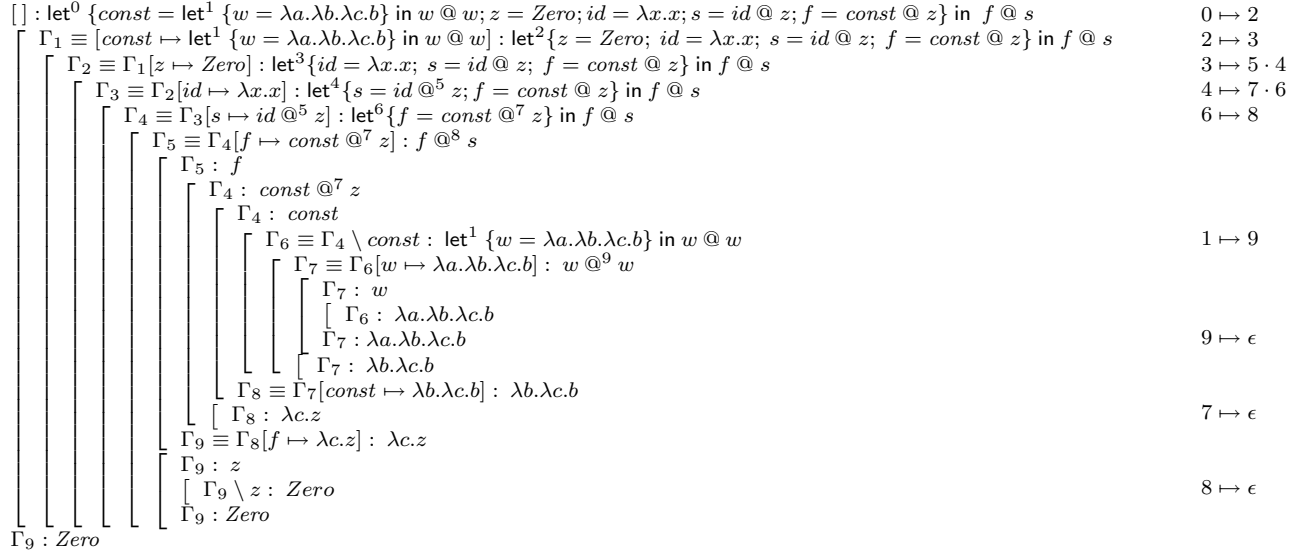 [ ] : let⁰ {const = let¹ {w = λa.λb.λc.b} in w @ w; z = Zero; id = λx.x; s = id @ z; f = const @ z} in f @ s 0 ↦ 2
Γ₁ ≡ [const ↦ let¹ {w = λa.λb.λc.b} in w @ w] : let²{z = Zero; id = λx.x; s = id @ z; f = const @ z} in f @ s 2 ↦ 3
Γ₂ ≡ Γ₁[z ↦ Zero] : let³{id = λx.x; s = id @ z; f = const @ z} in f @ s 3 ↦ 5 · 4
Γ₃ ≡ Γ₂[id ↦ λx.x] : let⁴{s = id @⁵ z; f = const @ z} in f @ s 4 ↦ 7 · 6
Γ₄ ≡ Γ₃[s ↦ id @⁵ z] : let⁶{f = const @⁷ z} in f @ s 6 ↦ 8
Γ₅ ≡ Γ₄[f ↦ const @⁷ z] : f @⁸ s
Γ₅ : f
Γ₄ : const @⁷ z
Γ₄ : const
Γ₆ ≡ Γ₄ \ const : let¹ {w = λa.λb.λc.b} in w @ w 1 ↦ 9
Γ₇ ≡ Γ₆[w ↦ λa.λb.λc.b] : w @⁹ w
Γ₇ : w
Γ₆ : λa.λb.λc.b
Γ₇ : λa.λb.λc.b 9 ↦ ϵ
Γ₇ : λb.λc.b
Γ₈ ≡ Γ₇[const ↦ λb.λc.b] : λb.λc.b
Γ₈ : λc.z 7 ↦ ϵ
Γ₉ ≡ Γ₈[f ↦ λc.z] : λc.z
Γ₉ : z
Γ₉ \ z : Zero 8 ↦ ϵ
Γ₉ : Zero
Γ₉ : Zero